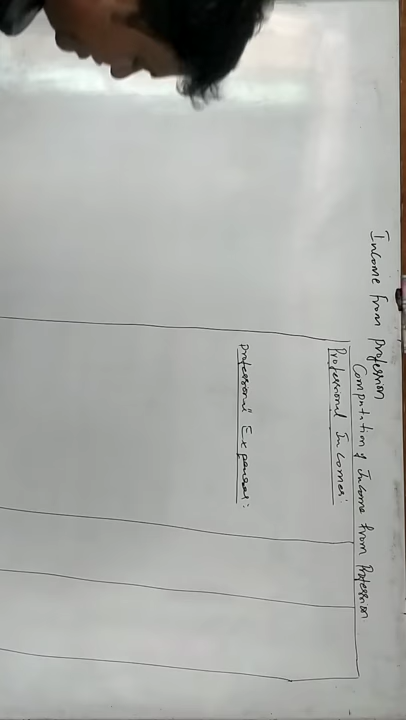 Income from profession
Computation of Income from Profession
Professional Incomes:
Professional Expenses: